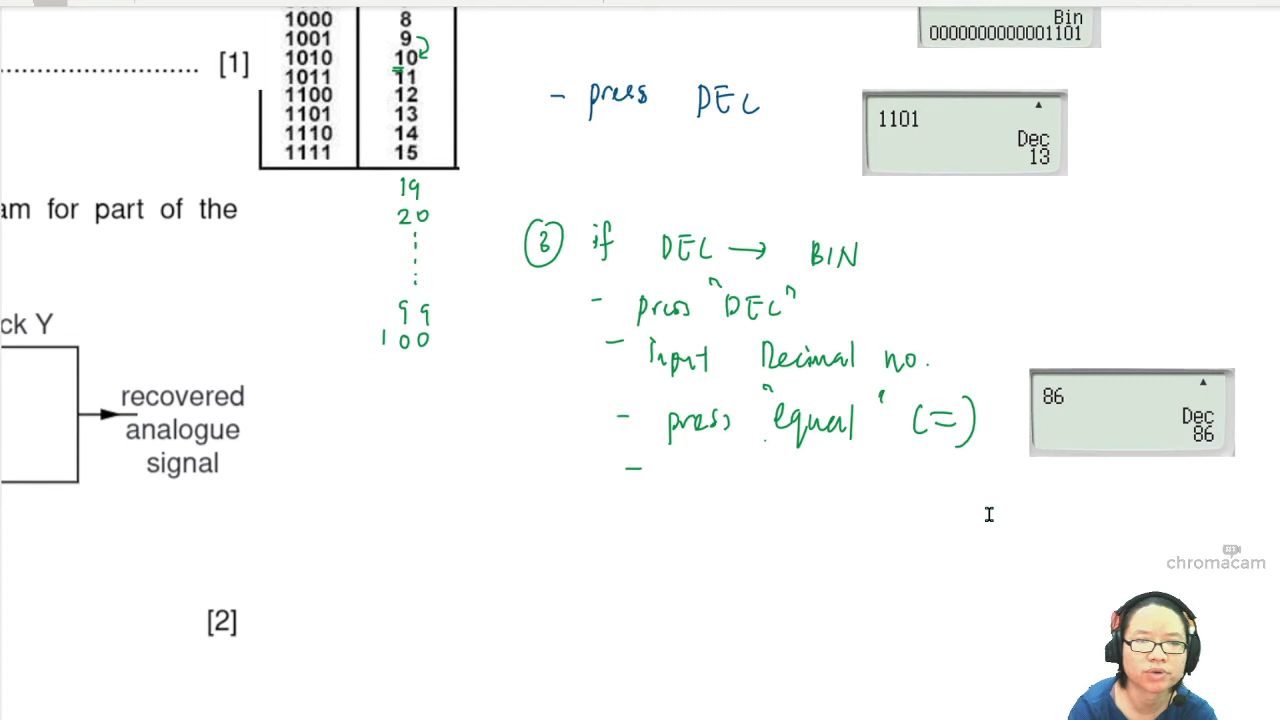 1000 8
1001 9
1010 10
1011 11
1100 12
1101 13
1110 14
1111 15
[1]
19
20
99
100
am for part of the
ck Y
recovered
analogue
signal
[2]
- press DEC
③ if DEC → BIN
- press "DEC"
- Input Decimal no.
- press "equal" (=)
-
Bin
0000000000001101
1101
Dec
13
86
Dec
86
chromacam